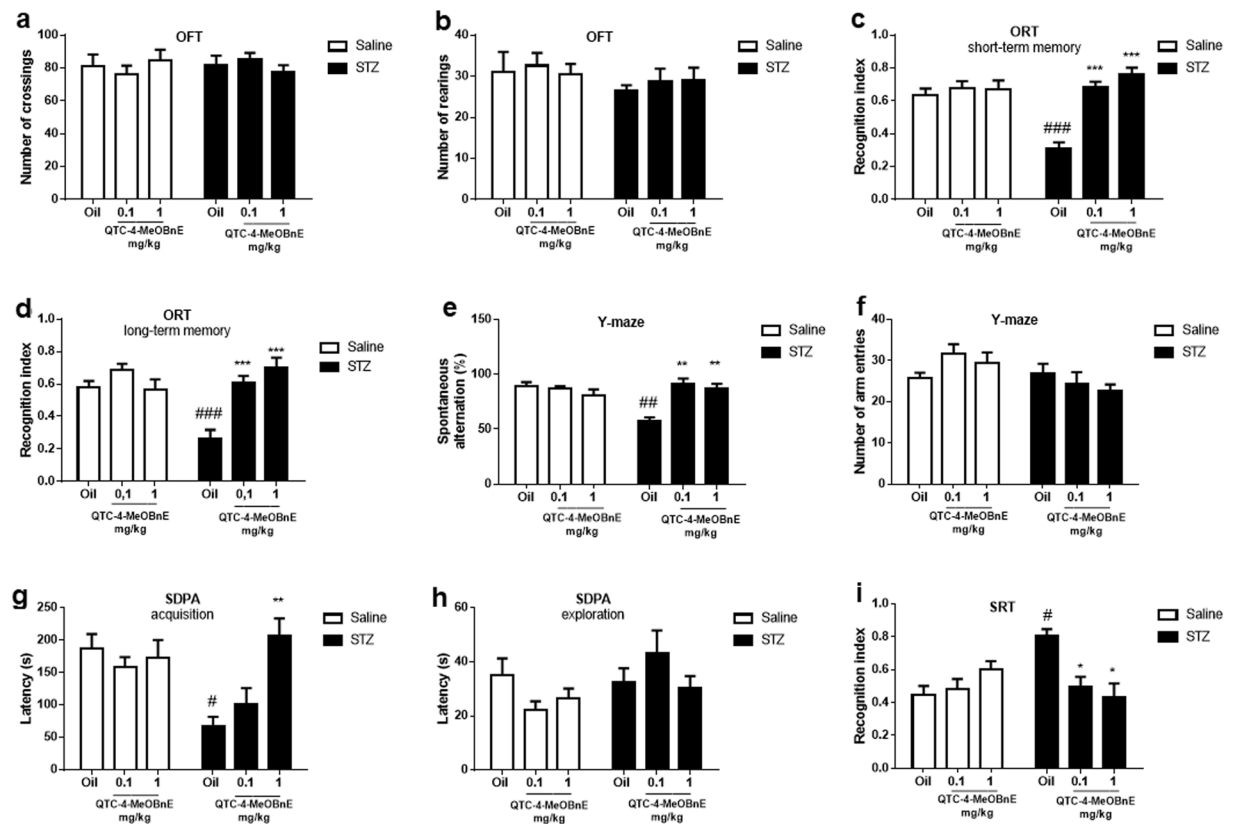 a
OFT
Number of crossings
100
80
60
40
20
0
Oil 0.1 1 Oil 0.1 1
QTC-4-MeOBnE QTC-4-MeOBnE
mg/kg mg/kg
Saline
STZ
b
OFT
Number of rearings
40
30
20
10
0
Oil 0.1 1 Oil 0.1 1
QTC-4-MeOBnE QTC-4-MeOBnE
mg/kg mg/kg
Saline
STZ
c
ORT
short-term memory
Recognition index
1.0
0.8
0.6
0.4
0.2
0.0
###
***
***
Oil 0.1 1 Oil 0.1 1
QTC-4-MeOBnE QTC-4-MeOBnE
mg/kg mg/kg
Saline
STZ
d
ORT
long-term memory
Recognition index
1.0
0.8
0.6
0.4
0.2
0.0
###
***
***
Oil 0,1 1 Oil 0.1 1
QTC-4-MeOBnE QTC-4-MeOBnE
mg/kg mg/kg
Saline
STZ
e
Y-maze
Spontaneous
alternation (%)
150
100
50
0
##
**
**
Oil 0.1 1 Oil 0.1 1
QTC-4-MeOBnE QTC-4-MeOBnE
mg/kg mg/kg
Saline
STZ
f
Y-maze
Number of arm entries
40
30
20
10
0
Oil 0.1 1 Oil 0.1 1
QTC-4-MeOBnE QTC-4-MeOBnE
mg/kg mg/kg
Saline
STZ
g
SDPA
acquisition
Latency (s)
250
200
150
100
50
0
#
**
Oil 0.1 1 Oil 0.1 1
QTC-4-MeOBnE QTC-4-MeOBnE
mg/kg mg/kg
Saline
STZ
h
SDPA
exploration
Latency (s)
60
40
20
0
Oil 0.1 1 Oil 0.1 1
QTC-4-MeOBnE QTC-4-MeOBnE
mg/kg mg/kg
Saline
STZ
i
SRT
Recognition index
1.0
0.8
0.6
0.4
0.2
0.0
#
*
*
Oil 0.1 1 Oil 0.1 1
QTC-4-MeOBnE QTC-4-MeOBnE
mg/kg mg/kg
Saline
STZ